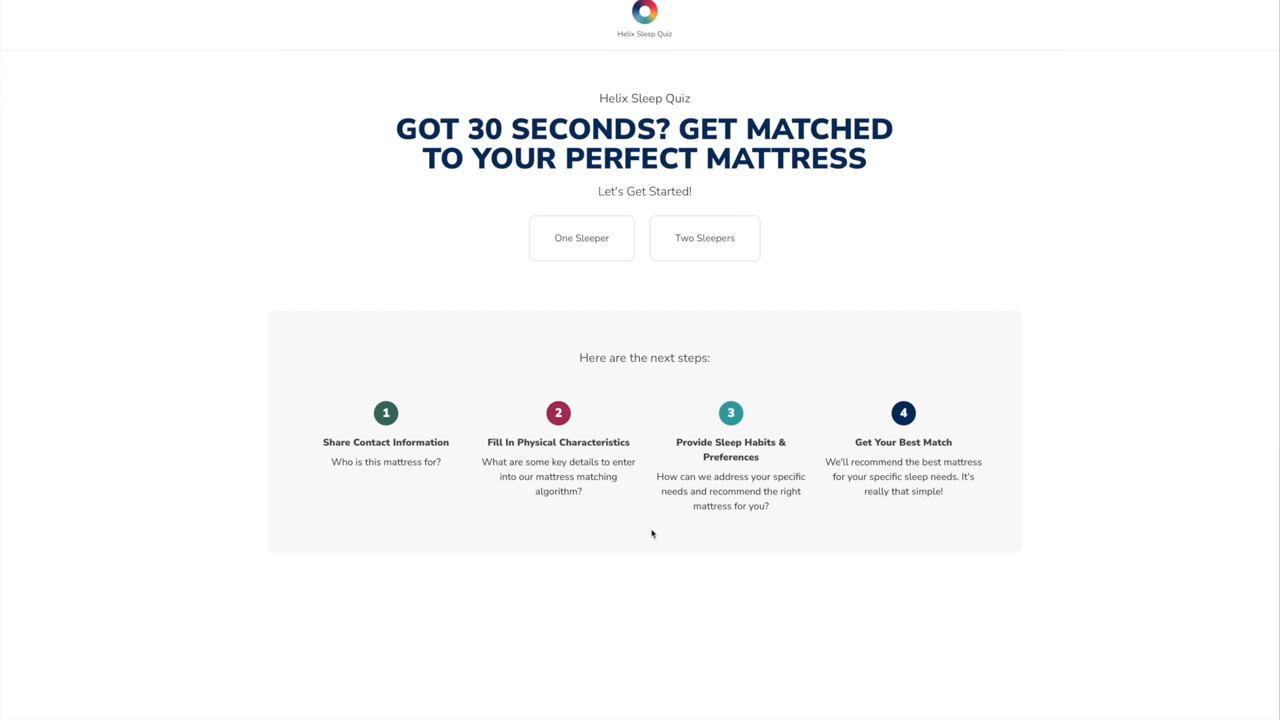 Helix Sleep Quiz
Helix Sleep Quiz
GOT 30 SECONDS? GET MATCHED
TO YOUR PERFECT MATTRESS
Let's Get Started!
One Sleeper
Two Sleepers
Here are the next steps:
1
Share Contact Information
Who is this mattress for?
2
Fill In Physical Characteristics
What are some key details to enter
into our mattress matching
algorithm?
3
Provide Sleep Habits &
Preferences
How can we address your specific
needs and recommend the right
mattress for you?
4
Get Your Best Match
We'll recommend the best mattress
for your specific sleep needs. It's
really that simple!